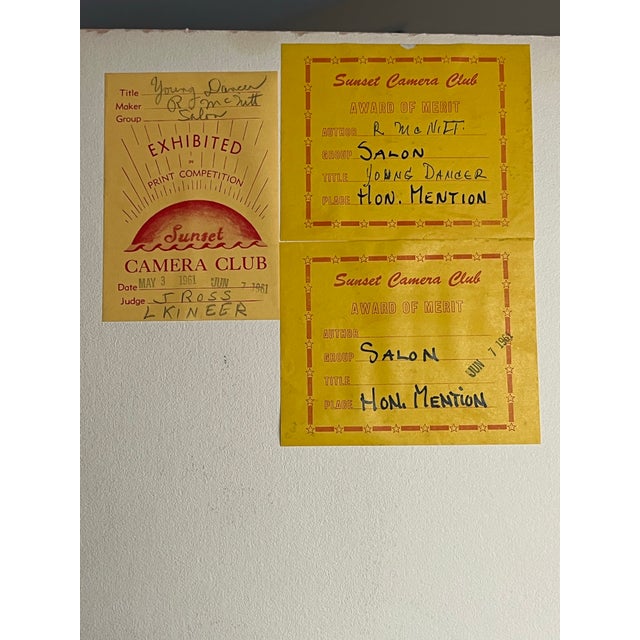 Title Young Dancer
Maker R. McNitt
Group Salon
EXHIBITED
IN
PRINT COMPETITION
Sunset
CAMERA CLUB
Date MAY 3 1961 JUN 7 1961
Judge J ROSS
L KINEER
Sunset Camera Club
AWARD OF MERIT
AUTHOR R. MCNITT.
GROUP SALON
TITLE YOUNG DANCER
PLACE HON. MENTION
Sunset Camera Club
AWARD OF MERIT
AUTHOR
GROUP SALON
JUN 7 1961
TITLE
PLACE HON. MENTION